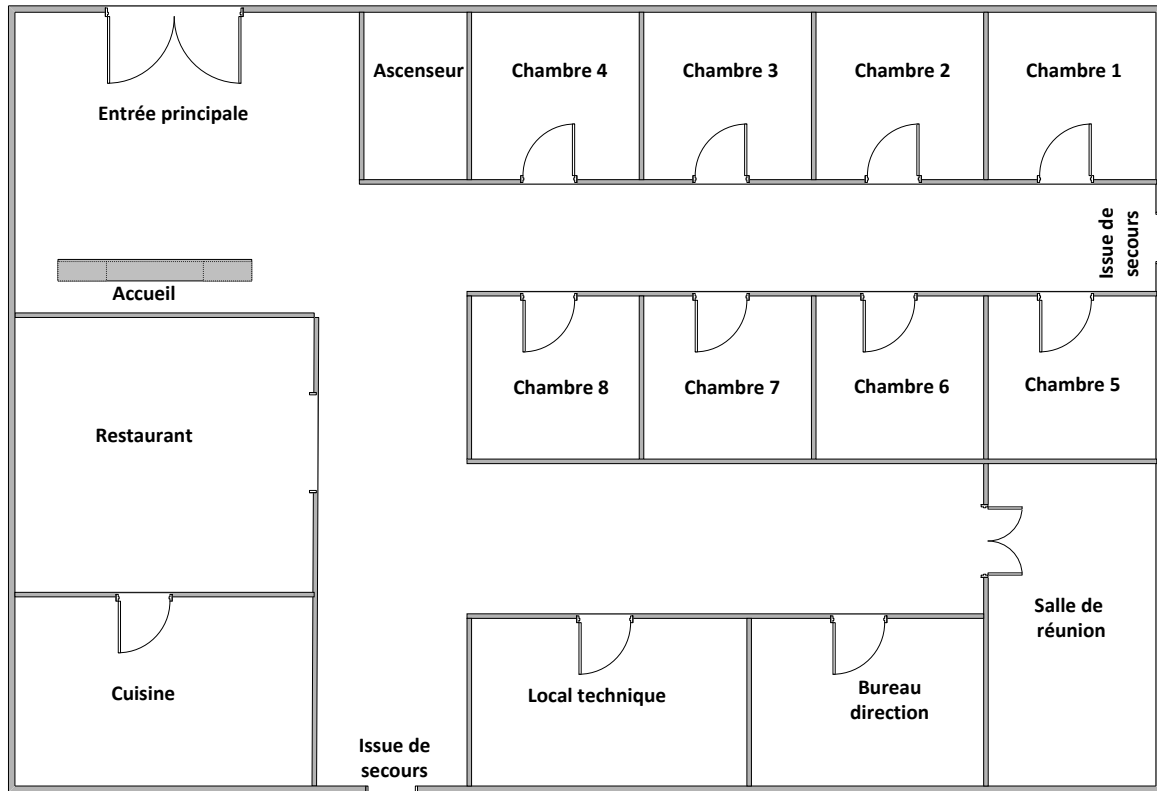 Entrée principale
Ascenseur
Chambre 4
Chambre 3
Chambre 2
Chambre 1
Issue de
secours
Accueil
Chambre 8
Chambre 7
Chambre 6
Chambre 5
Restaurant
Salle de
réunion
Cuisine
Local technique
Bureau
direction
Issue de
secours